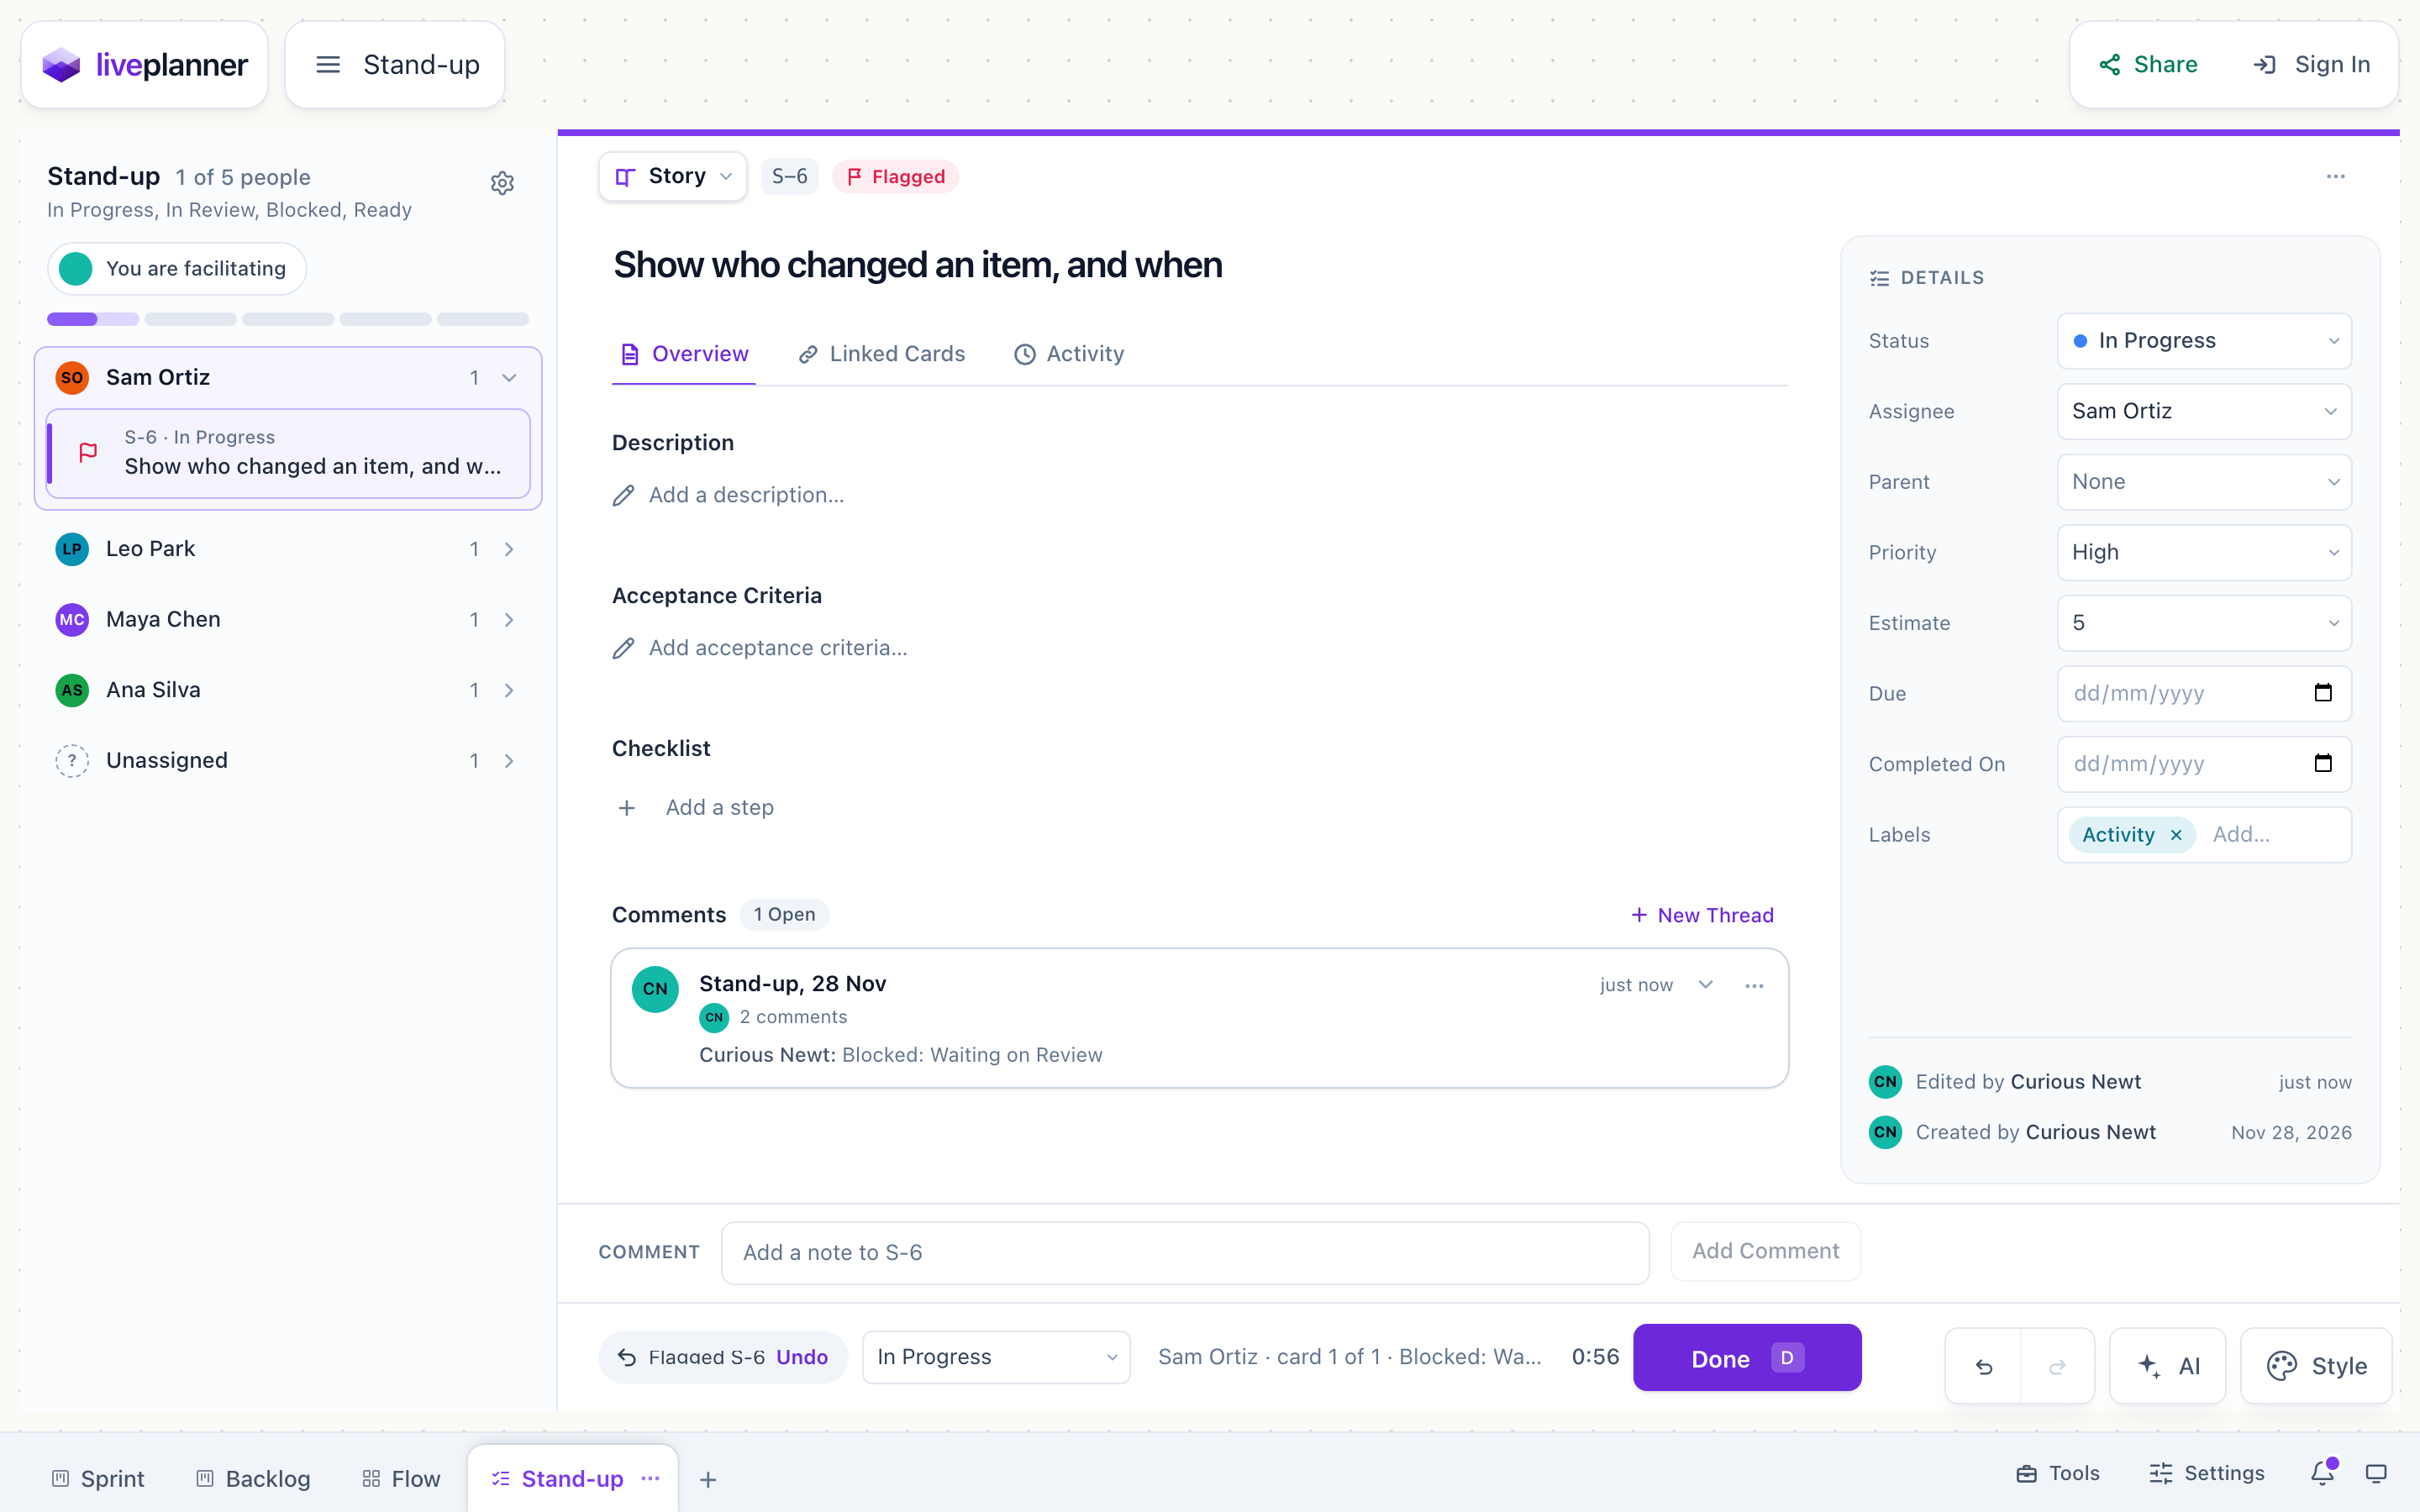 liveplanner
Stand-up
Share
Sign In
Stand-up 1 of 5 people
In Progress, In Review, Blocked, Ready
You are facilitating
SO Sam Ortiz 1
S-6 · In Progress
Show who changed an item, and w...
LP Leo Park 1
MC Maya Chen 1
AS Ana Silva 1
? Unassigned 1
Story S-6 Flagged
Show who changed an item, and when
Overview Linked Cards Activity
Description
Add a description...
Acceptance Criteria
Add acceptance criteria...
Checklist
Add a step
Comments 1 Open
New Thread
CN Stand-up, 28 Nov just now
CN 2 comments
Curious Newt: Blocked: Waiting on Review
DETAILS
Status In Progress
Assignee Sam Ortiz
Parent None
Priority High
Estimate 5
Due dd/mm/yyyy
Completed On dd/mm/yyyy
Labels Activity × Add...
CN Edited by Curious Newt just now
CN Created by Curious Newt Nov 28, 2026
COMMENT Add a note to S-6 Add Comment
Flagged S-6 Undo In Progress Sam Ortiz · card 1 of 1 · Blocked: Wa... 0:56 Done D
AI
Style
Sprint Backlog Flow Stand-up
Tools Settings